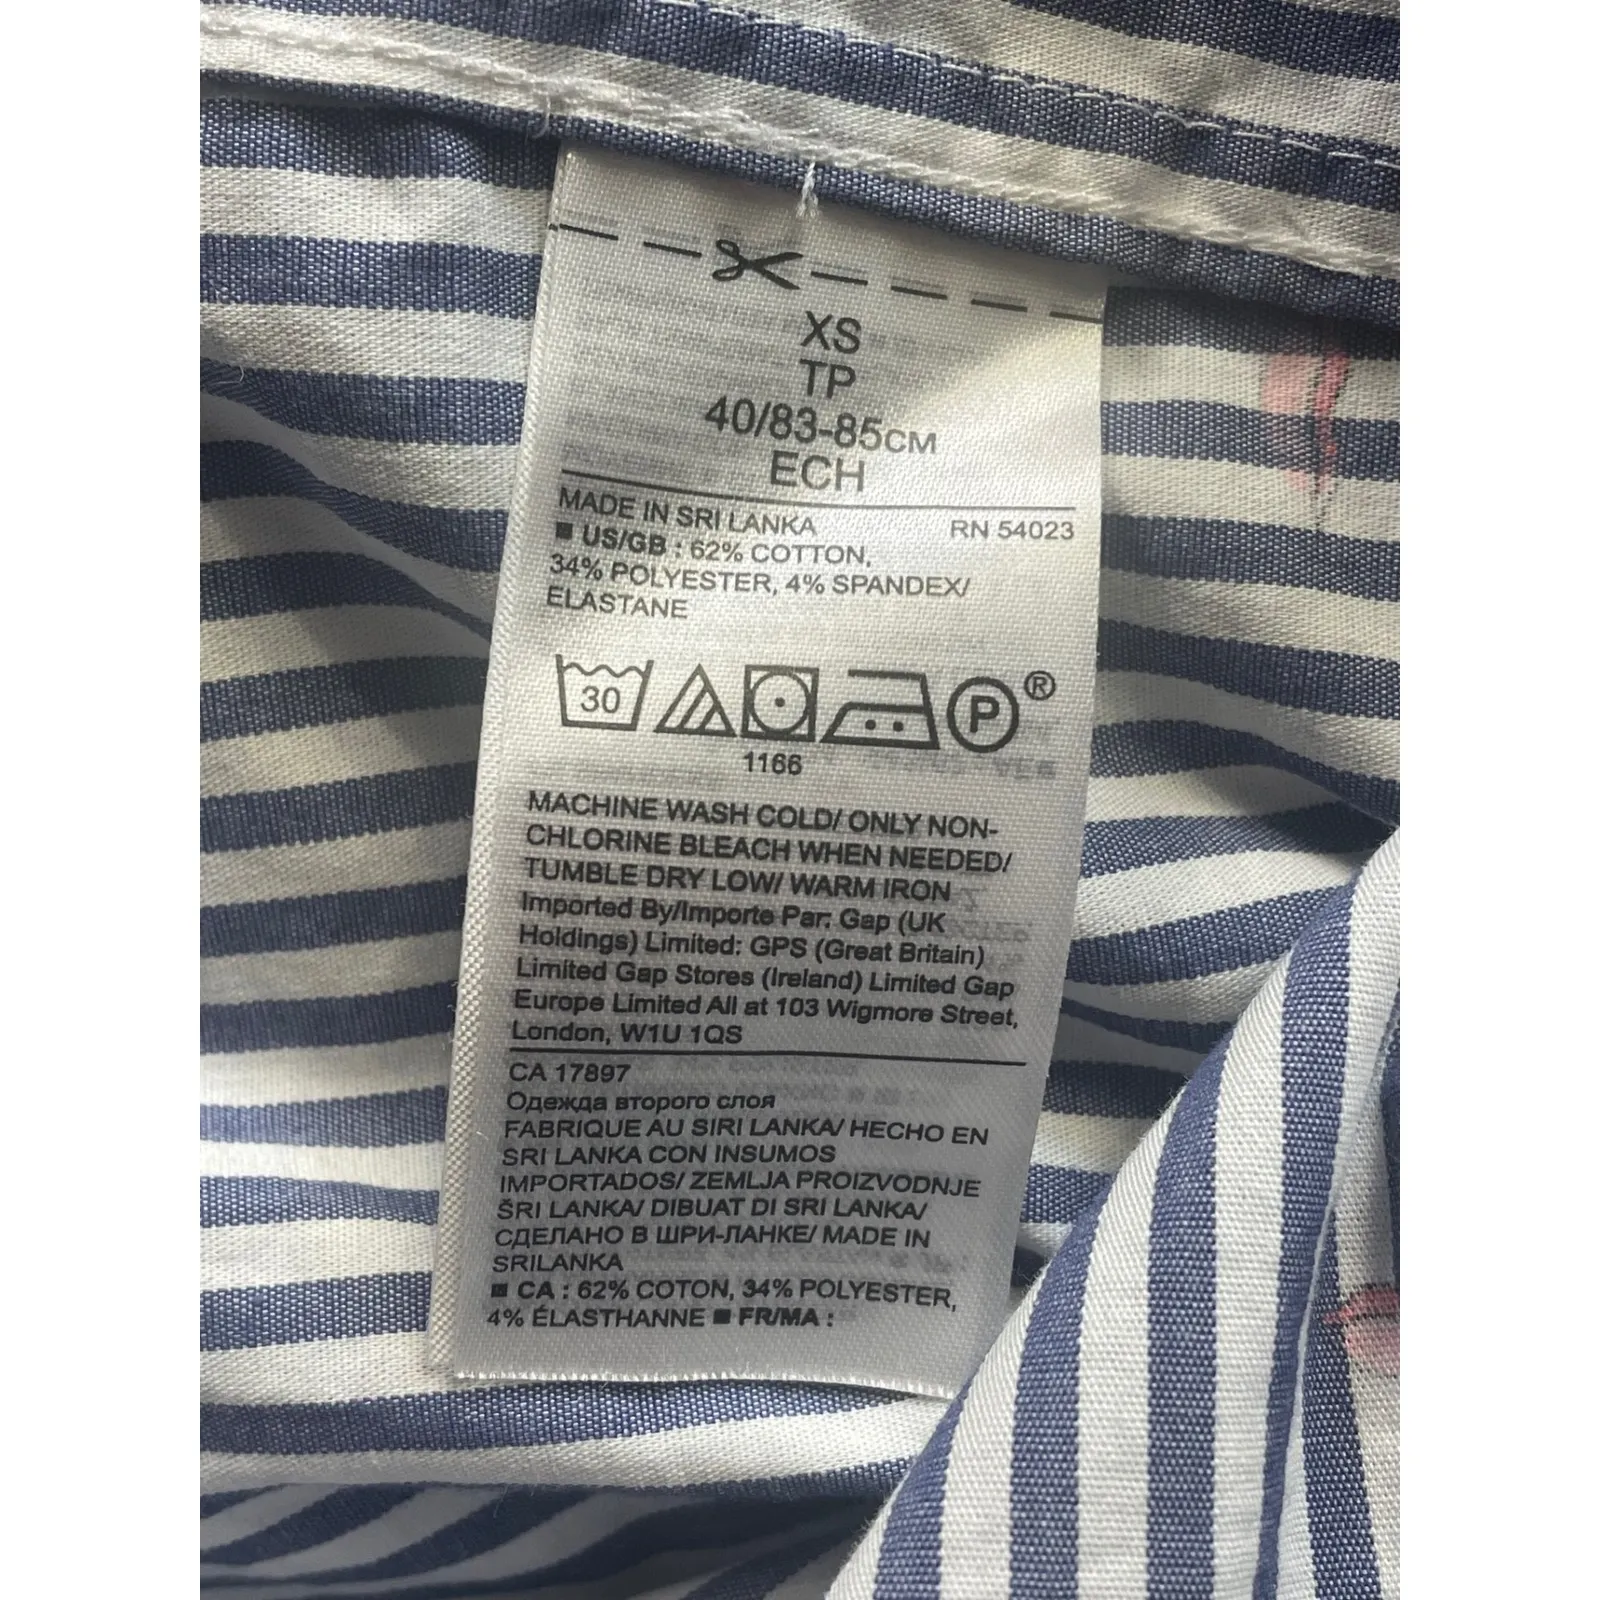 XS
TP
40/83-85CM
ECH
MADE IN SRI LANKA RN 54023
■ US/GB : 62% COTTON,
34% POLYESTER, 4% SPANDEX/
ELASTANE
30 P ®
1166
MACHINE WASH COLD/ ONLY NON-
CHLORINE BLEACH WHEN NEEDED/
TUMBLE DRY LOW/ WARM IRON
Imported By/Importe Par: Gap (UK
Holdings) Limited: GPS (Great Britain)
Limited Gap Stores (Ireland) Limited Gap
Europe Limited All at 103 Wigmore Street,
London, W1U 1QS
CA 17897
Одежда второго слоя
FABRIQUE AU SIRI LANKA/ HECHO EN
SRI LANKA CON INSUMOS
IMPORTADOS/ ZEMLJA PROIZVODNJE
ŠRI LANKA/ DIBUAT DI SRI LANKA/
СДЕЛАНО В ШРИ-ЛАНКЕ/ MADE IN
SRILANKA
■ CA : 62% COTON, 34% POLYESTER,
4% ÉLASTHANNE ■ FR/MA :